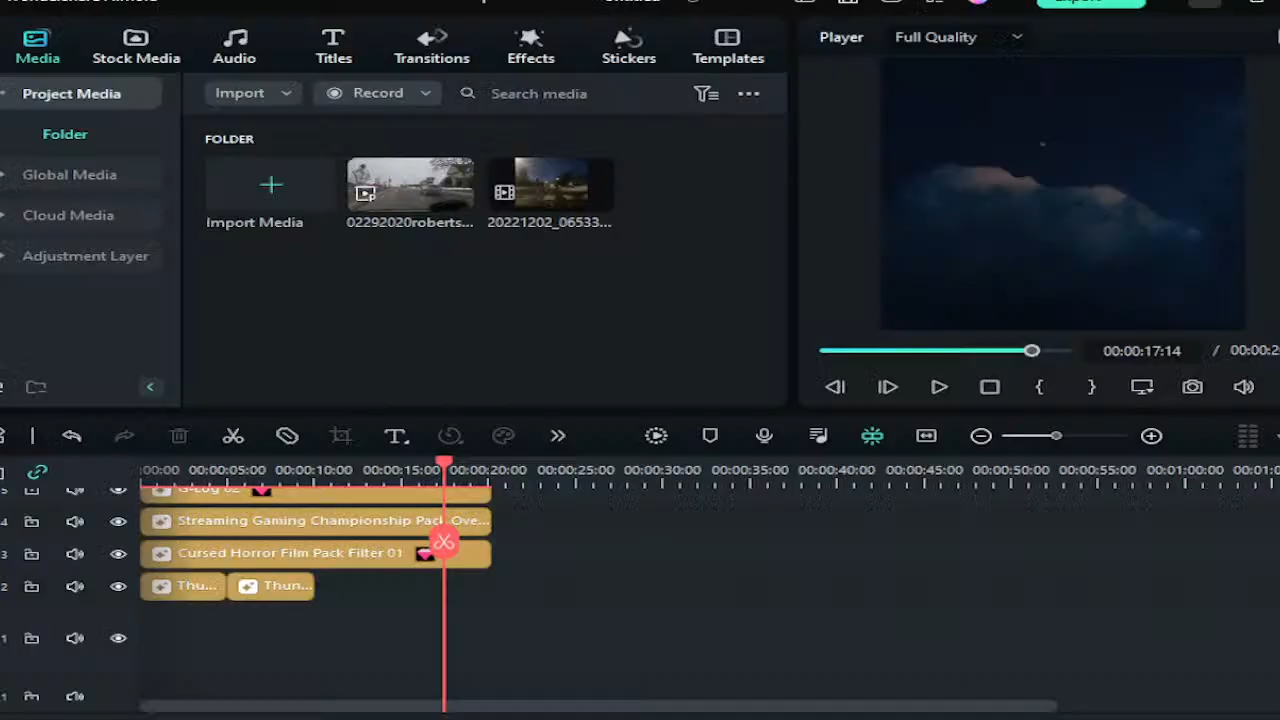 Media
Stock Media
Audio
Titles
Transitions
Effects
Stickers
Templates
Player
Full Quality
Project Media
Import
Record
Search media
Folder
FOLDER
Global Media
Cloud Media
Adjustment Layer
Import Media
02292020roberts...
20221202_06533...
00:00:17:14
/
00:00:2
:00:00
00:00:05:00
00:00:10:00
00:00:15:00
00:00:20:00
00:00:25:00
00:00:30:00
00:00:35:00
00:00:40:00
00:00:45:00
00:00:50:00
00:00:55:00
00:01:00:00
00:01:0
4
Streaming Gaming Championship Pack Ove...
3
Cursed Horror Film Pack Filter 01
2
Thu...
Thun...
1
1